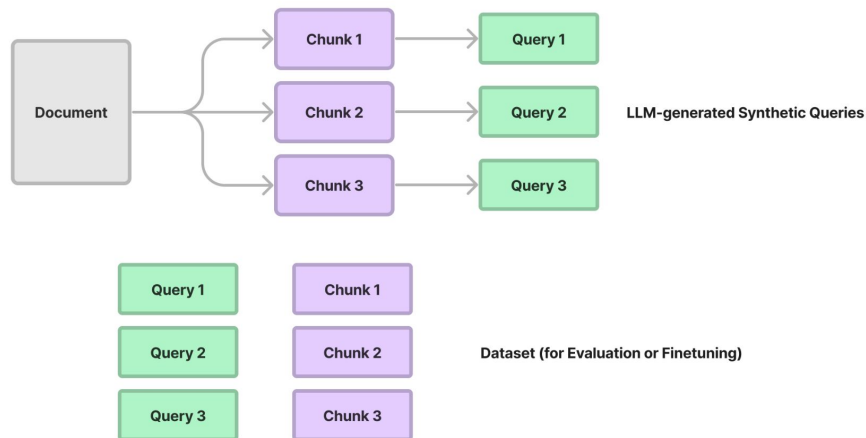 Document
Chunk 1
Query 1
Chunk 2
Query 2
LLM-generated Synthetic Queries
Chunk 3
Query 3
Query 1
Chunk 1
Query 2
Chunk 2
Dataset (for Evaluation or Finetuning)
Query 3
Chunk 3